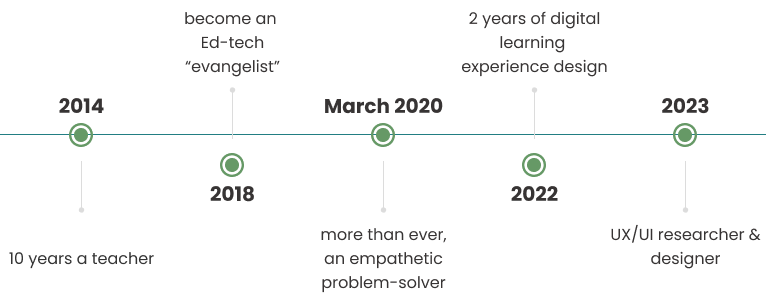 2014
10 years a teacher
become an
Ed-tech
“evangelist”
2018
March 2020
more than ever,
an empathetic
problem-solver
2 years of digital
learning
experience design
2022
2023
UX/UI researcher &
designer